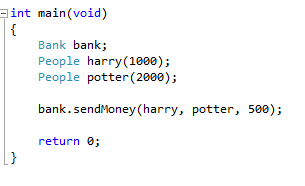 int main(void)
{
    Bank bank;
    People harry(1000);
    People potter(2000);

    bank.sendMoney(harry, potter, 500);

    return 0;
}